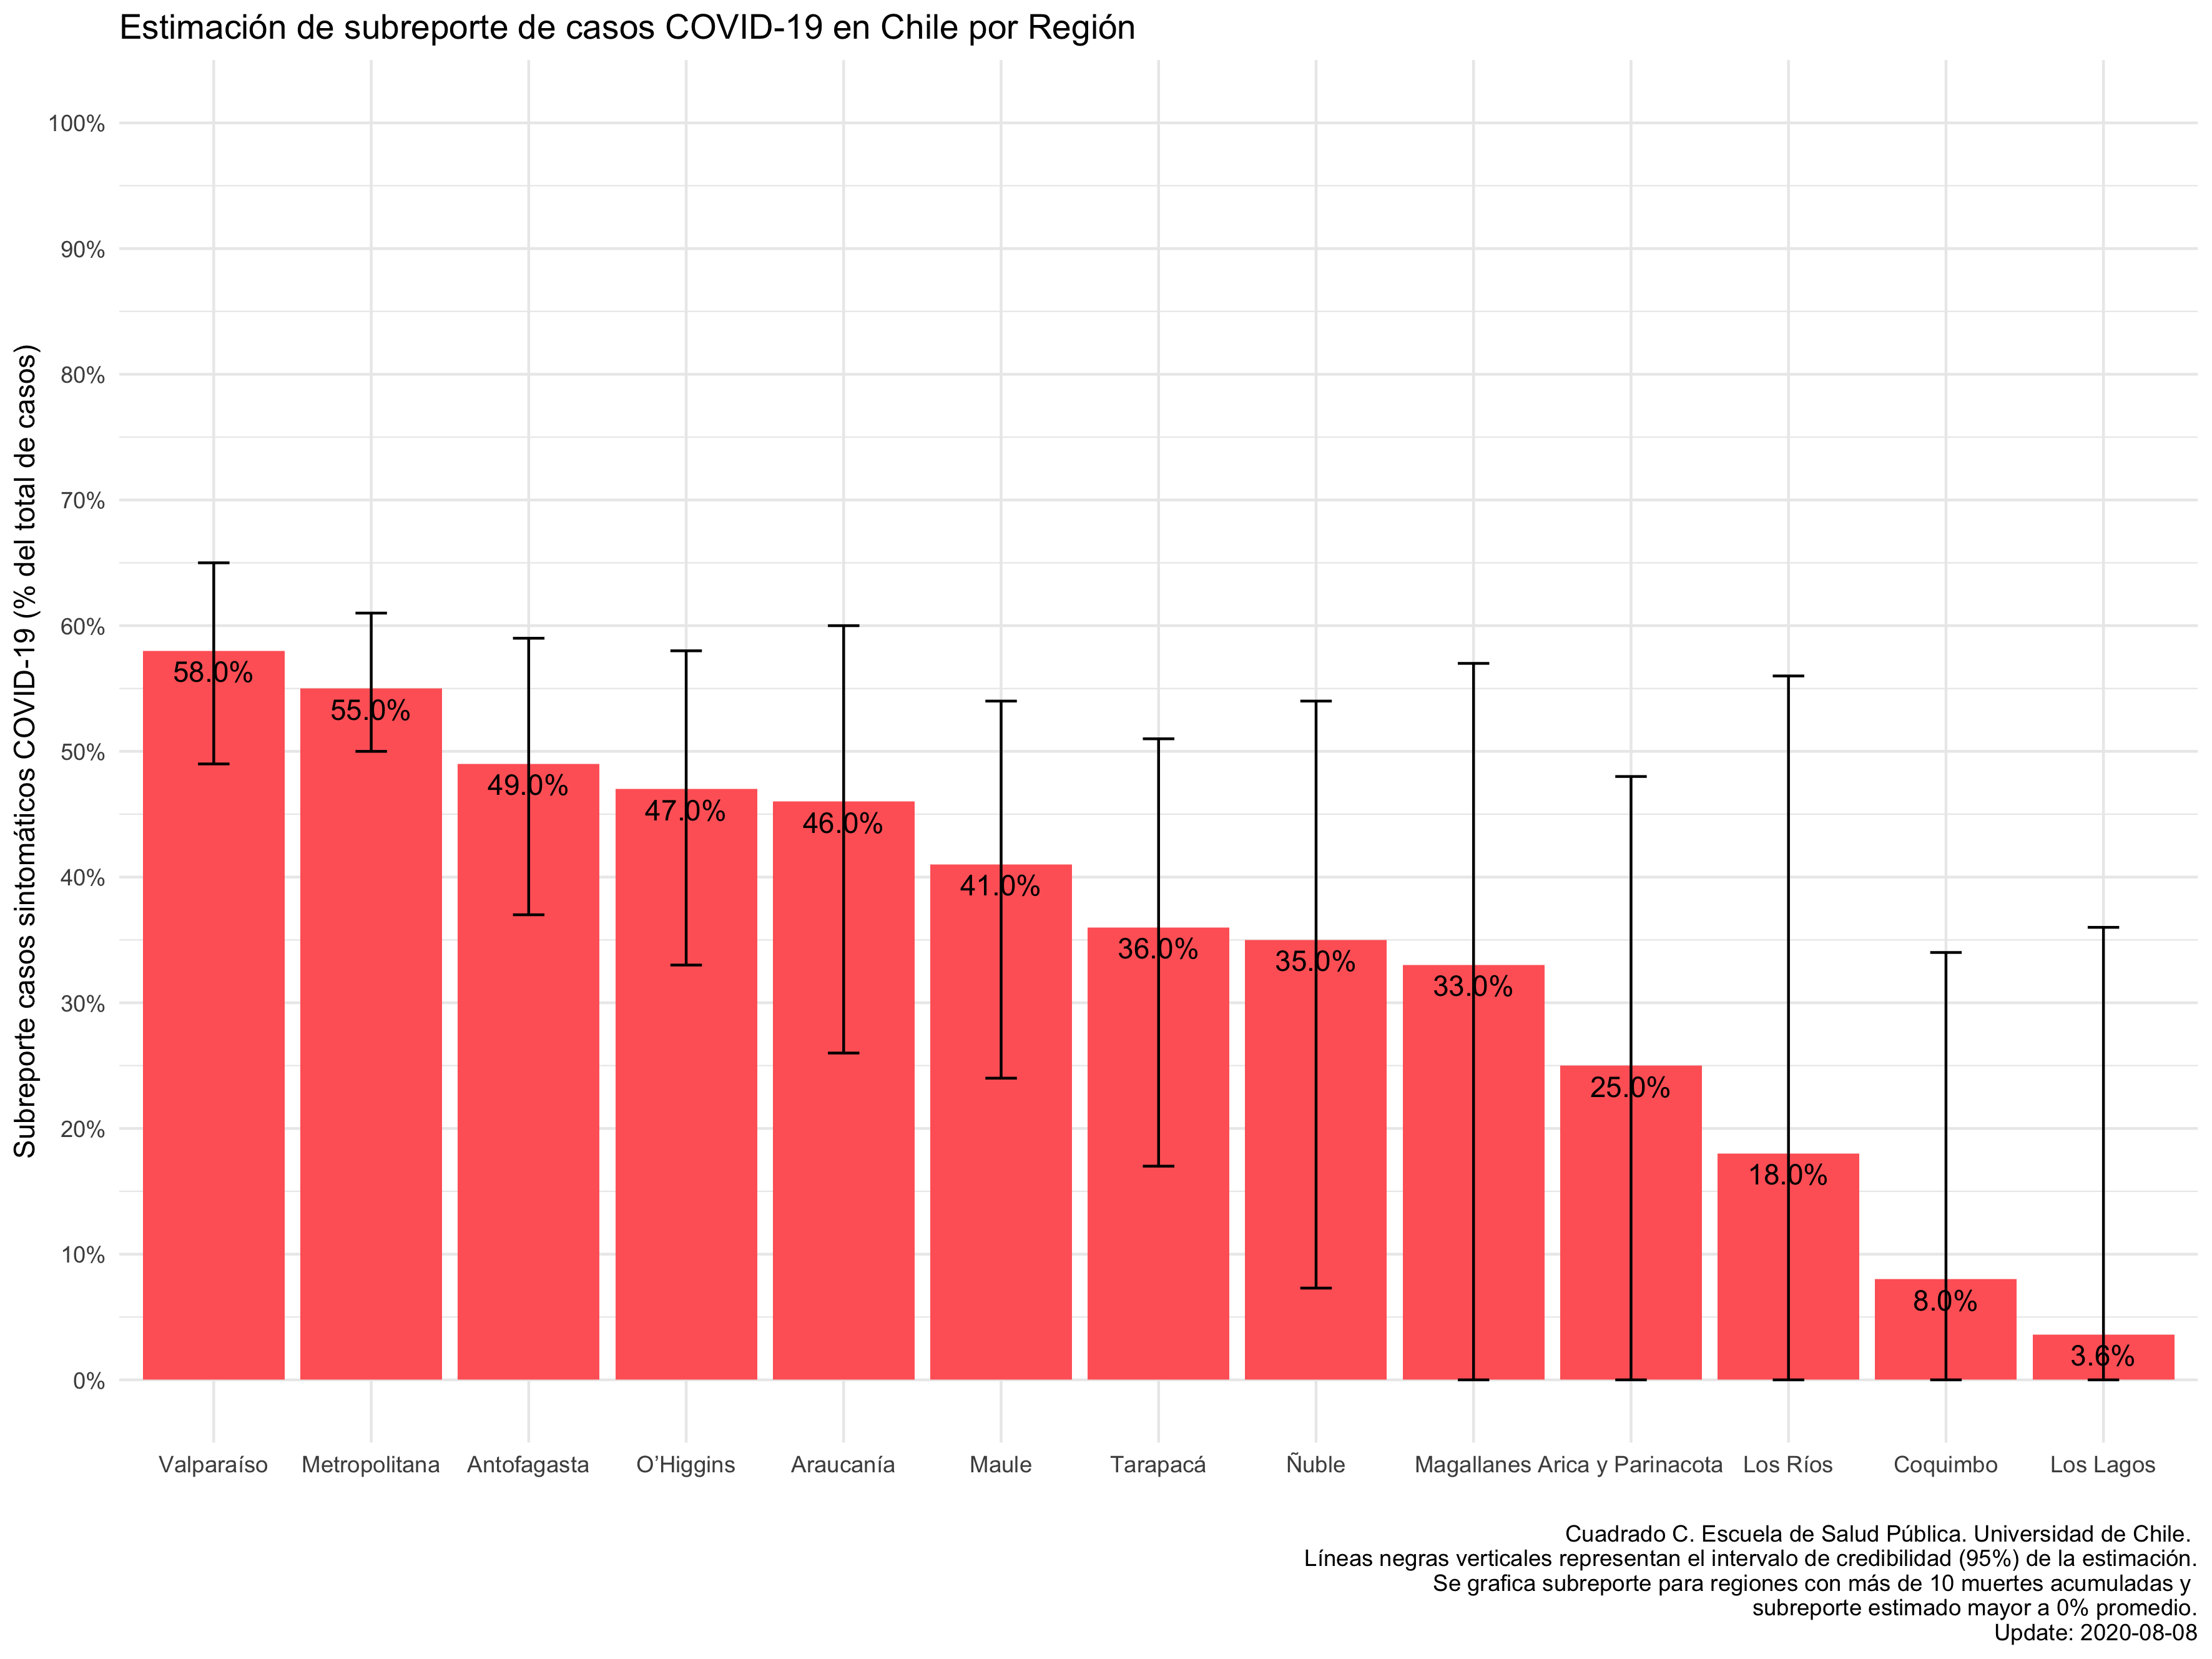 Estimación de subreporte de casos COVID-19 en Chile por Región
Subreporte casos sintomáticos COVID-19 (% del total de casos)
100%
90%
80%
70%
60%
50%
40%
30%
20%
10%
0%
58.0%
55.0%
49.0%
47.0%
46.0%
41.0%
36.0%
35.0%
33.0%
25.0%
18.0%
8.0%
3.6%
Valparaíso
Metropolitana
Antofagasta
O’Higgins
Araucanía
Maule
Tarapacá
Ñuble
Magallanes
Arica y Parinacota
Los Ríos
Coquimbo
Los Lagos
Cuadrado C. Escuela de Salud Pública. Universidad de Chile.
Líneas negras verticales representan el intervalo de credibilidad (95%) de la estimación.
Se grafica subreporte para regiones con más de 10 muertes acumuladas y
subreporte estimado mayor a 0% promedio.
Update: 2020-08-08